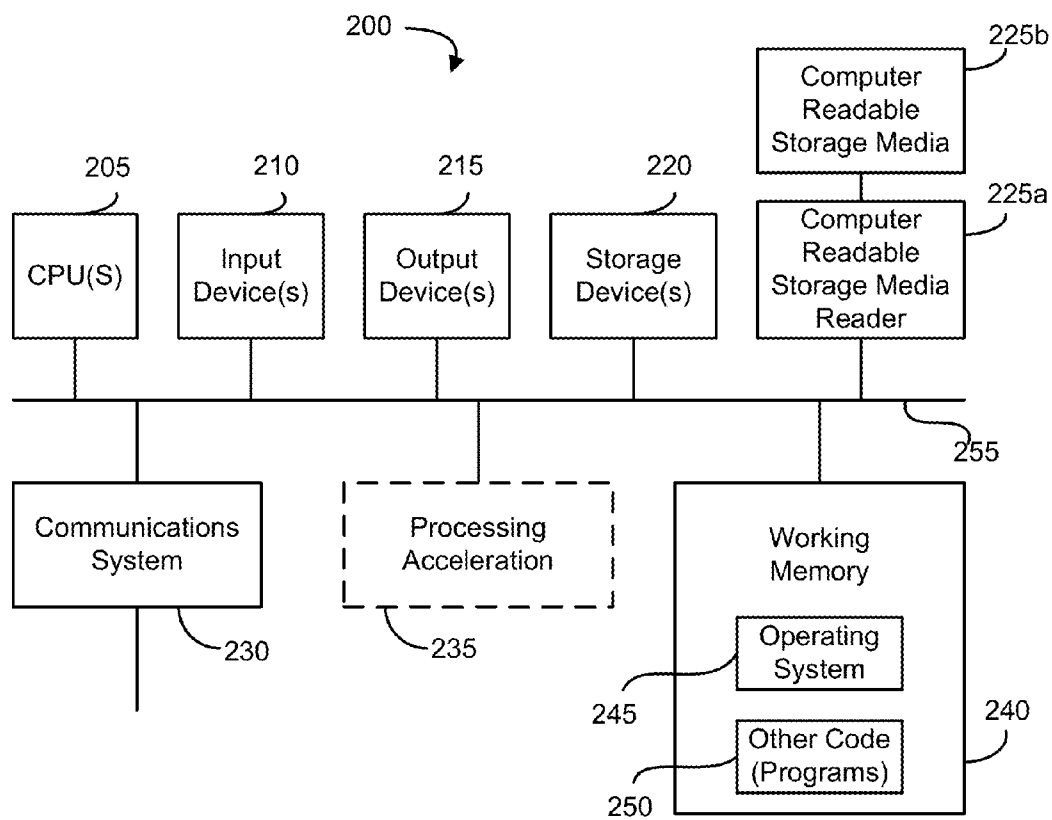 200
225b
Computer
Readable
Storage Media
205
210
215
220
225a
CPU(S)
Input
Device(s)
Output
Device(s)
Storage
Device(s)
Computer
Readable
Storage Media
Reader
255
Communications
System
230
Processing
Acceleration
235
Working
Memory
Operating
System
245
Other Code
(Programs)
250
240